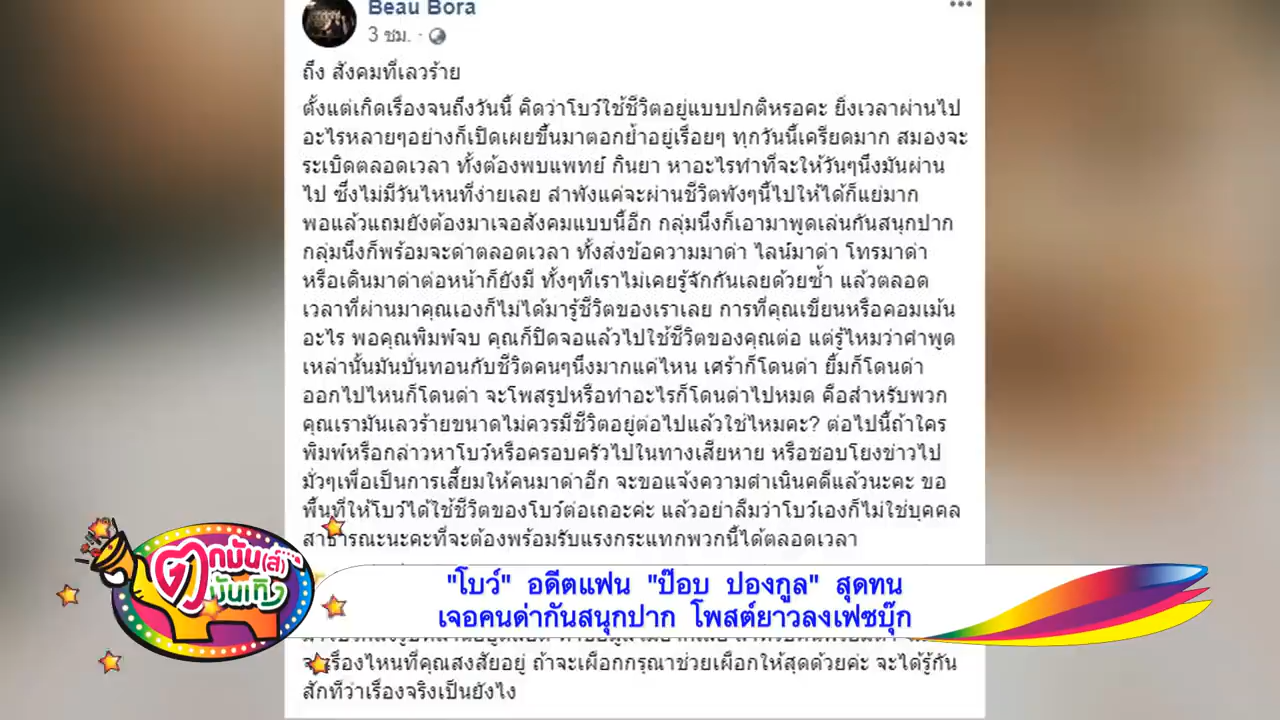 Beau Bora
3 ชม. ·
ถึง สังคมที่เลวร้าย
ตั้งแต่เกิดเรื่องจนถึงวันนี้ คิดว่าโบว์ใช้ชีวิตอยู่แบบปกติหรอคะ ยิ่งเวลาผ่านไป
อะไรหลายๆอย่างก็เปิดเผยขึ้นมาตอกย้ำอยู่เรื่อยๆ ทุกวันนี้เครียดมาก สมองจะ
ระเบิดตลอดเวลา ทั้งต้องพบแพทย์ กินยา หาอะไรทำที่จะให้วันๆนึงมันผ่าน
ไป ซึ่งไม่มีวันไหนที่ง่ายเลย ลำพังแค่จะผ่านชีวิตพังๆนี้ไปให้ได้ก็แย่มาก
พอแล้วแถมยังต้องมาเจอสังคมแบบนี้อีก กลุ่มนึงก็เอามาพูดเล่นกันสนุกปาก
กลุ่มนึงก็พร้อมจะด่าตลอดเวลา ทั้งส่งข้อความมาด่า ไลน์มาด่า โทรมาด่า
หรือเดินมาด่าต่อหน้าก็ยังมี ทั้งๆที่เราไม่เคยรู้จักกันเลยด้วยซ้ำ แล้วตลอด
เวลาที่ผ่านมาคุณเองก็ไม่ได้มารู้ชีวิตของเราเลย การที่คุณเขียนหรือคอมเม้น
อะไร พอคุณพิมพ์จบ คุณก็ปิดจอแล้วไปใช้ชีวิตของคุณต่อ แต่รู้ไหมว่าคำพูด
เหล่านั้นมันบั่นทอนกับชีวิตคนๆนึงมากแค่ไหน เศร้าก็โดนด่า ยิ้มก็โดนด่า
ออกไปไหนก็โดนด่า จะโพสรูปหรือทำอะไรก็โดนด่าไปหมด คือสำหรับพวก
คุณเรามันเลวร้ายขนาดไม่ควรมีชีวิตอยู่ต่อไปแล้วใช่ไหมคะ? ต่อไปนี้ถ้าใคร
พิมพ์หรือกล่าวหาโบว์หรือครอบครัวไปในทางเสียหาย หรือชอบโยงข่าวไป
มั่วๆเพื่อเป็นการเสี้ยมให้คนมาด่าอีก จะขอแจ้งความดำเนินคดีแล้วนะคะ ขอ
พื้นที่ให้โบว์ได้ใช้ชีวิตของโบว์ต่อเถอะค่ะ แล้วอย่าลืมว่าโบว์เองก็ไม่ใช่บุคคล
สาธารณะนะคะที่จะต้องพร้อมรับแรงกระแทกพวกนี้ได้ตลอดเวลา
ตกมัน(ส์)
บันเทิง
"โบว์" อดีตแฟน "ป๊อบ ปองกูล" สุดทน
เจอคนด่ากันสนุกปาก โพสต์ยาวลงเฟซบุ๊ก
เรื่องไหนที่คุณสงสัยอยู่ ถ้าจะเผือกกรุณาช่วยเผือกให้สุดด้วยค่ะ จะได้รู้กัน
สักทีว่าเรื่องจริงเป็นยังไง